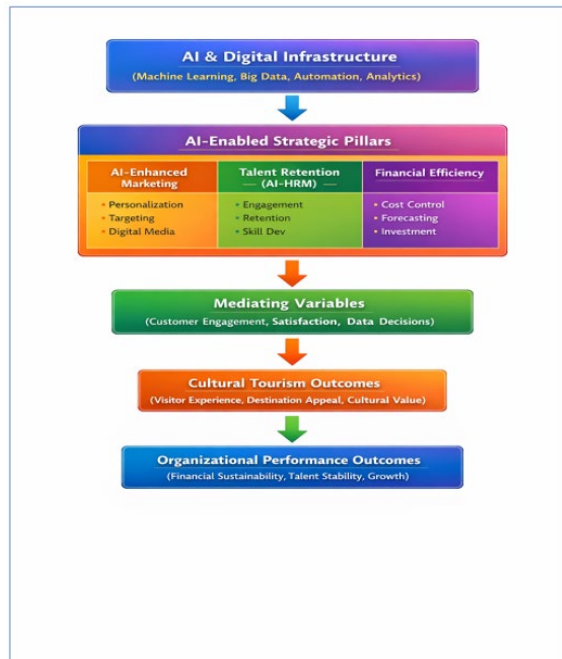 AI & Digital Infrastructure
(Machine Learning, Big Data, Automation, Analytics)
AI-Enabled Strategic Pillars
AI-Enhanced
Marketing
• Personalization
• Targeting
• Digital Media
Talent Retention
— (AI-HRM) —
• Engagement
• Retention
• Skill Dev
Financial Efficiency
• Cost Control
• Forecasting
• Investment
Mediating Variables
(Customer Engagement, Satisfaction, Data Decisions)
Cultural Tourism Outcomes
(Visitor Experience, Destination Appeal, Cultural Value)
Organizational Performance Outcomes
(Financial Sustainability, Talent Stability, Growth)